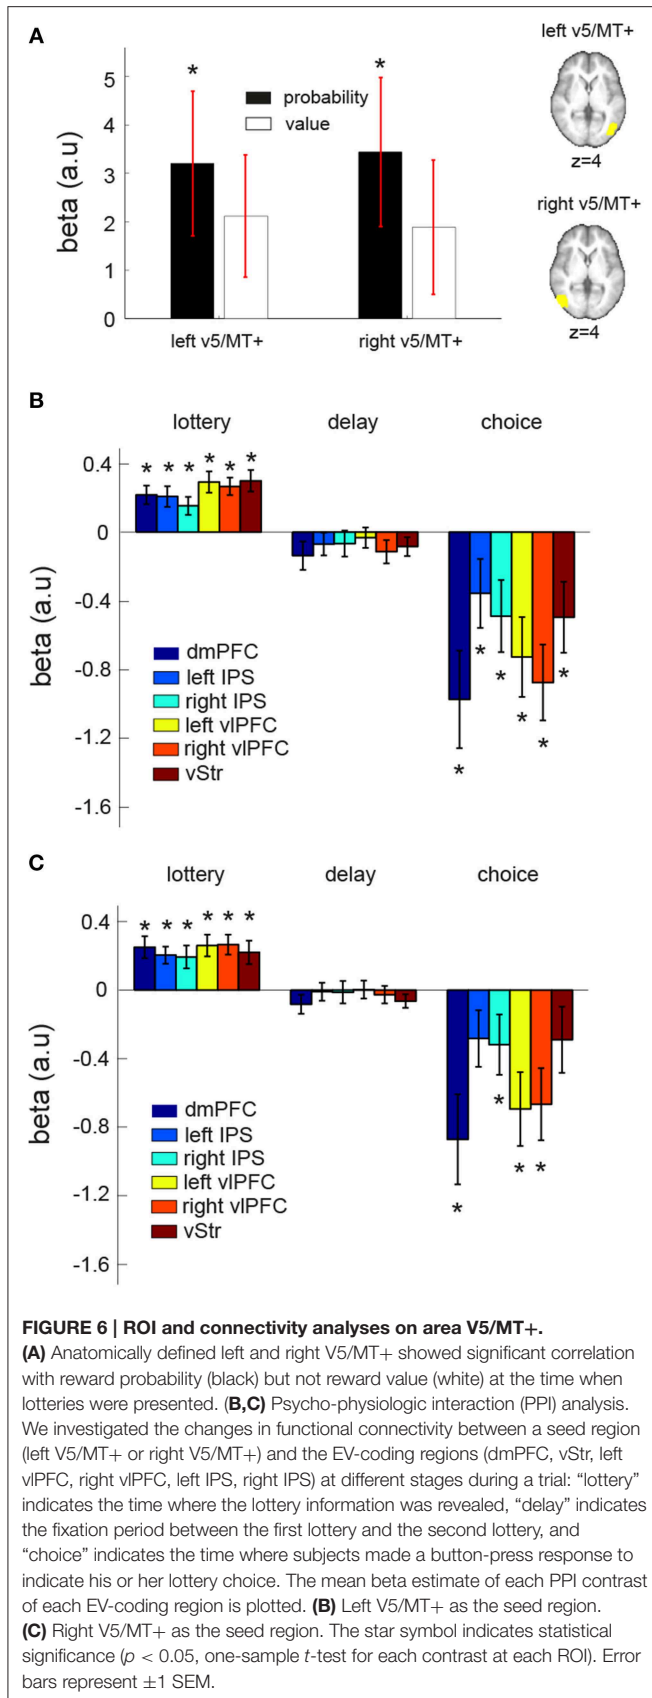 A
left v5/MT+
*
*
5
probability
4
value
3
z=4
beta (a.u)
2
right v5/MT+
1
0
left v5/MT+
right v5/MT+
z=4
B
lottery
delay
choice
0.4
* * * * * *
0
-0.4
beta (a.u)
dmPFC
left IPS
-0.8
right IPS
left vlPFC
-1.2
right vlPFC
vStr
-1.6
* * * * * *
C
lottery
delay
choice
0.4
* * * * * *
0
-0.4
beta (a.u)
dmPFC
left IPS
-0.8
right IPS
left vlPFC
-1.2
right vlPFC
vStr
-1.6
* * * *
FIGURE 6 | ROI and connectivity analyses on area V5/MT+.
(A) Anatomically defined left and right V5/MT+ showed significant correlation
with reward probability (black) but not reward value (white) at the time when
lotteries were presented. (B,C) Psycho-physiologic interaction (PPI) analysis.
We investigated the changes in functional connectivity between a seed region
(left V5/MT+ or right V5/MT+) and the EV-coding regions (dmPFC, vStr, left
vlPFC, right vlPFC, left IPS, right IPS) at different stages during a trial: “lottery”
indicates the time where the lottery information was revealed, “delay” indicates
the fixation period between the first lottery and the second lottery, and
“choice” indicates the time where subjects made a button-press response to
indicate his or her lottery choice. The mean beta estimate of each PPI contrast
of each EV-coding region is plotted. (B) Left V5/MT+ as the seed region.
(C) Right V5/MT+ as the seed region. The star symbol indicates statistical
significance (p < 0.05, one-sample t-test for each contrast at each ROI). Error
bars represent ±1 SEM.